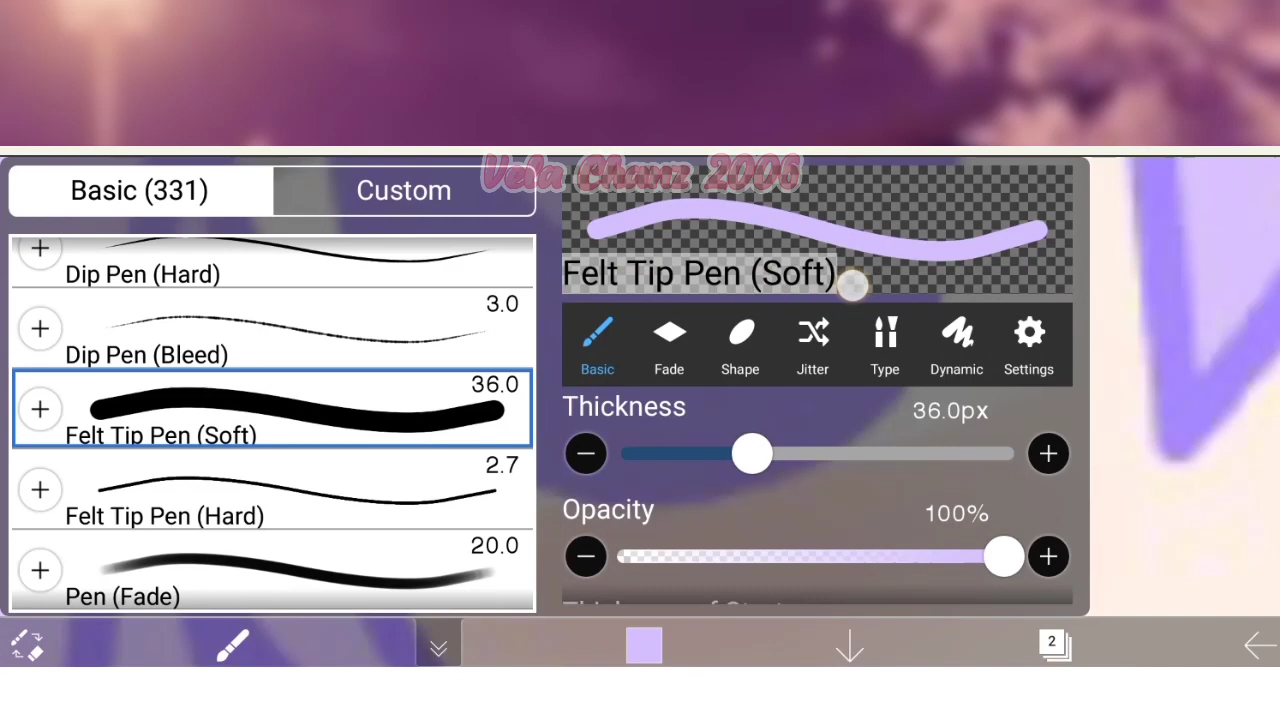 Vela Chanz 2006
Basic (331)
Custom
Dip Pen (Hard)
3.0
Dip Pen (Bleed)
36.0
Felt Tip Pen (Soft)
2.7
Felt Tip Pen (Hard)
20.0
Pen (Fade)
Felt Tip Pen (Soft)
Basic
Fade
Shape
Jitter
Type
Dynamic
Settings
Thickness
36.0px
Opacity
100%
2